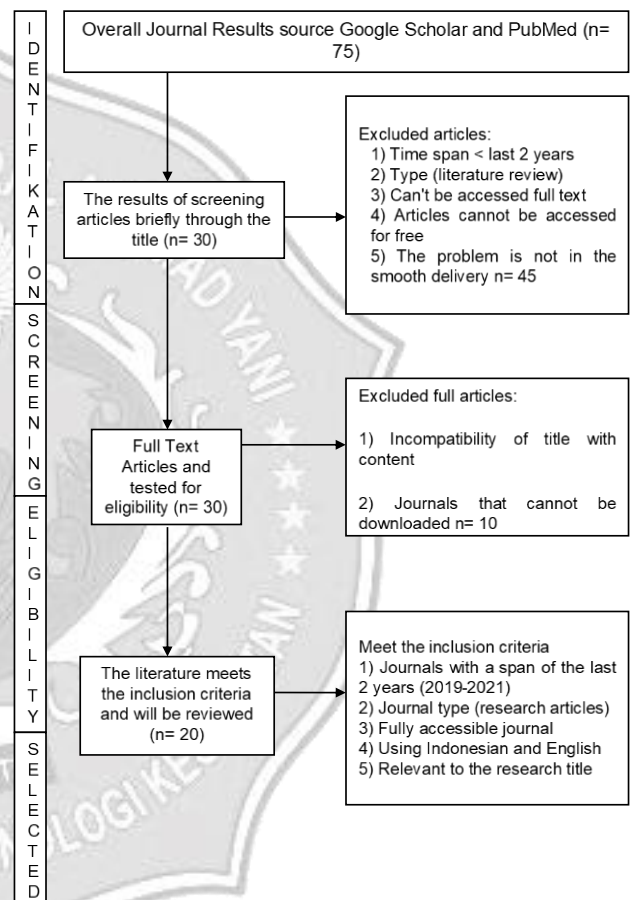 IDENTIFIKATION
SCREENING
ELIGIBILITY
SELECTED
Overall Journal Results source Google Scholar and PubMed (n=
75)
The results of screening
articles briefly through the
title (n= 30)
Excluded articles:
1) Time span < last 2 years
2) Type (literature review)
3) Can't be accessed full text
4) Articles cannot be accessed
for free
5) The problem is not in the
smooth delivery n= 45
Full Text
Articles and
tested for
eligibility (n= 30)
Excluded full articles:
1) Incompatibility of title with
content
2) Journals that cannot be
downloaded n= 10
The literature meets
the inclusion criteria
and will be reviewed
(n= 20)
Meet the inclusion criteria
1) Journals with a span of the last
2 years (2019-2021)
2) Journal type (research articles)
3) Fully accessible journal
4) Using Indonesian and English
5) Relevant to the research title
YANI